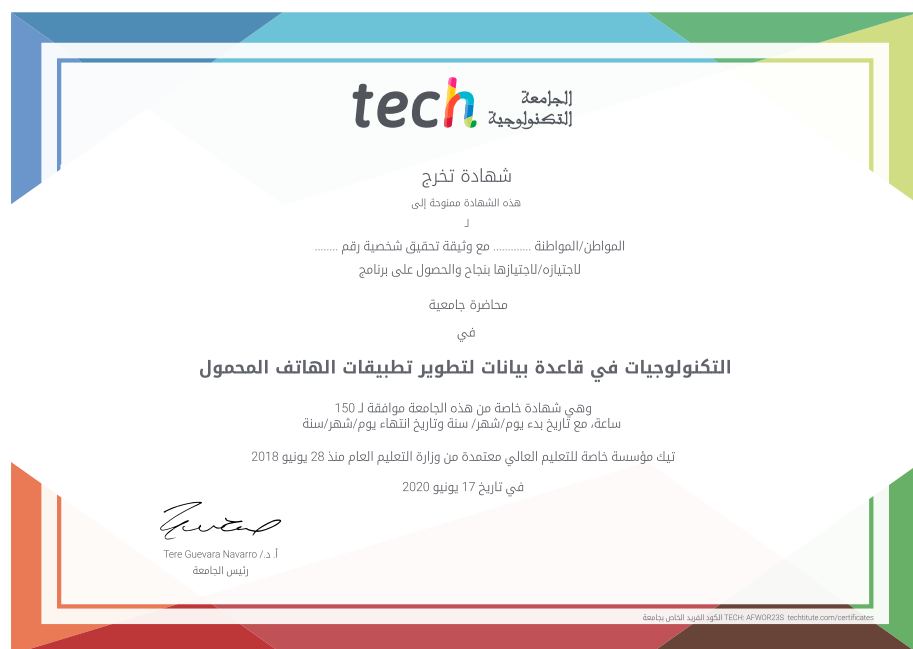 tech الجامعة
التكنولوجية
شهادة تخرج
هذه الشهادة ممنوحة إلى
لـ
المواطن/المواطنة ............ مع وثيقة تحقيق شخصية رقم ........
لاجتيازه/لاجتيازها بنجاح والحصول على برنامج
محاضرة جامعية
في
التكنولوجيات في قاعدة بيانات لتطوير تطبيقات الهاتف المحمول
وهي شهادة خاصة من هذه الجامعة موافقة لـ 150
ساعة، مع تاريخ بدء يوم/شهر/ سنة وتاريخ انتهاء يوم/شهر/سنة
تيك مؤسسة خاصة للتعليم العالي معتمدة من وزارة التعليم العام منذ 28 يونيو 2018
في تاريخ 17 يونيو 2020
أ. د./ Tere Guevara Navarro
رئيس الجامعة
الكود الفريد الخاص بجامعة TECH: AFWOR23S techtitute.com/certificates